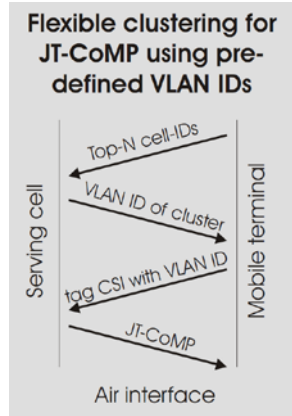 Flexible clustering for
JT-CoMP using pre-
defined VLAN IDs
Top-N cell-IDs
VLAN ID of cluster
tag CSI with VLAN ID
JT-CoMP
Serving cell
Mobile terminal
Air interface